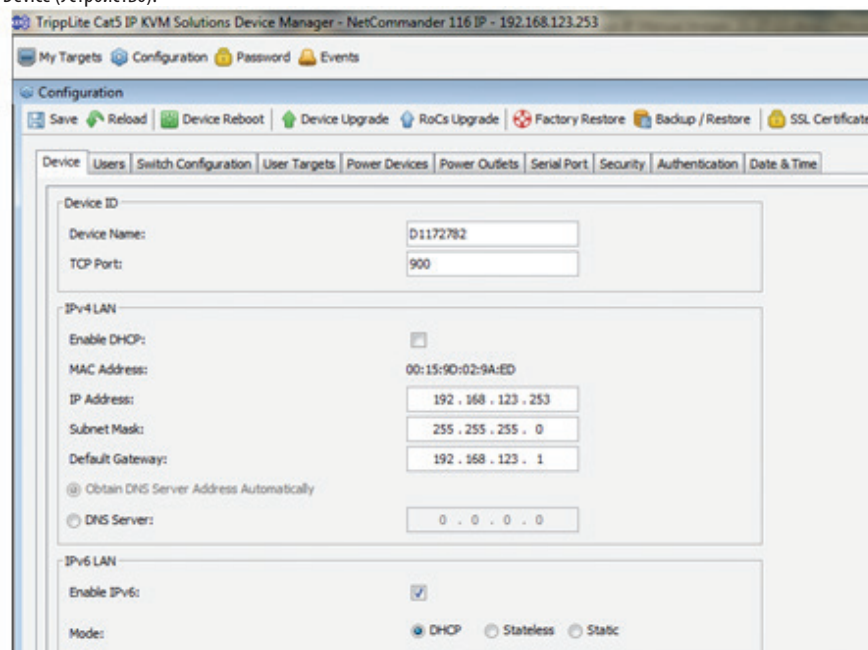 Device (Устройство).
TrippLite Cat5 IP KVM Solutions Device Manager - NetCommander 116 IP - 192.168.123.253
My Targets Configuration Password Events
Configuration
Save Reload Device Reboot Device Upgrade RoCs Upgrade Factory Restore Backup / Restore SSL Certificate
Device Users Switch Configuration User Targets Power Devices Power Outlets Serial Port Security Authentication Date & Time
Device ID
Device Name: D1172782
TCP Port: 900
IPv4 LAN
Enable DHCP:
MAC Address: 00:15:9D:02:9A:ED
IP Address: 192 . 168 . 123 . 253
Subnet Mask: 255 . 255 . 255 . 0
Default Gateway: 192 . 168 . 123 . 1
Obtain DNS Server Address Automatically
DNS Server: 0 . 0 . 0 . 0
IPv6 LAN
Enable IPv6:
Mode: DHCP Stateless Static